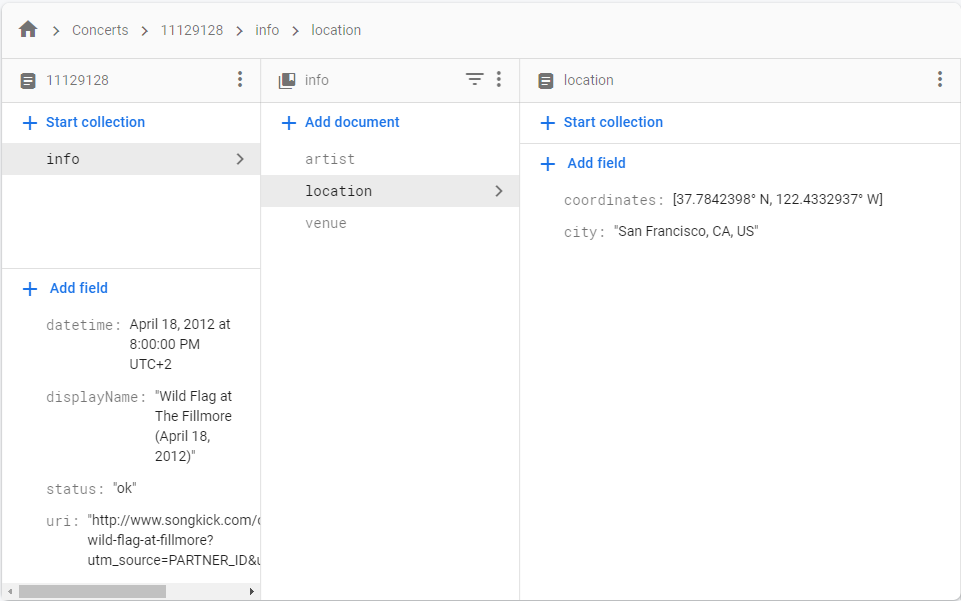 Concerts > 11129128 > info > location
11129128
Start collection
info
Add field
datetime: April 18, 2012 at
8:00:00 PM
UTC+2
displayName: "Wild Flag at
The Fillmore
(April 18,
2012)"
status: "ok"
uri: "http://www.songkick.com/c
wild-flag-at-fillmore?
utm_source=PARTNER_ID&u
info
Add document
artist
location
venue
location
Start collection
Add field
coordinates: [37.7842398° N, 122.4332937° W]
city: "San Francisco, CA, US"